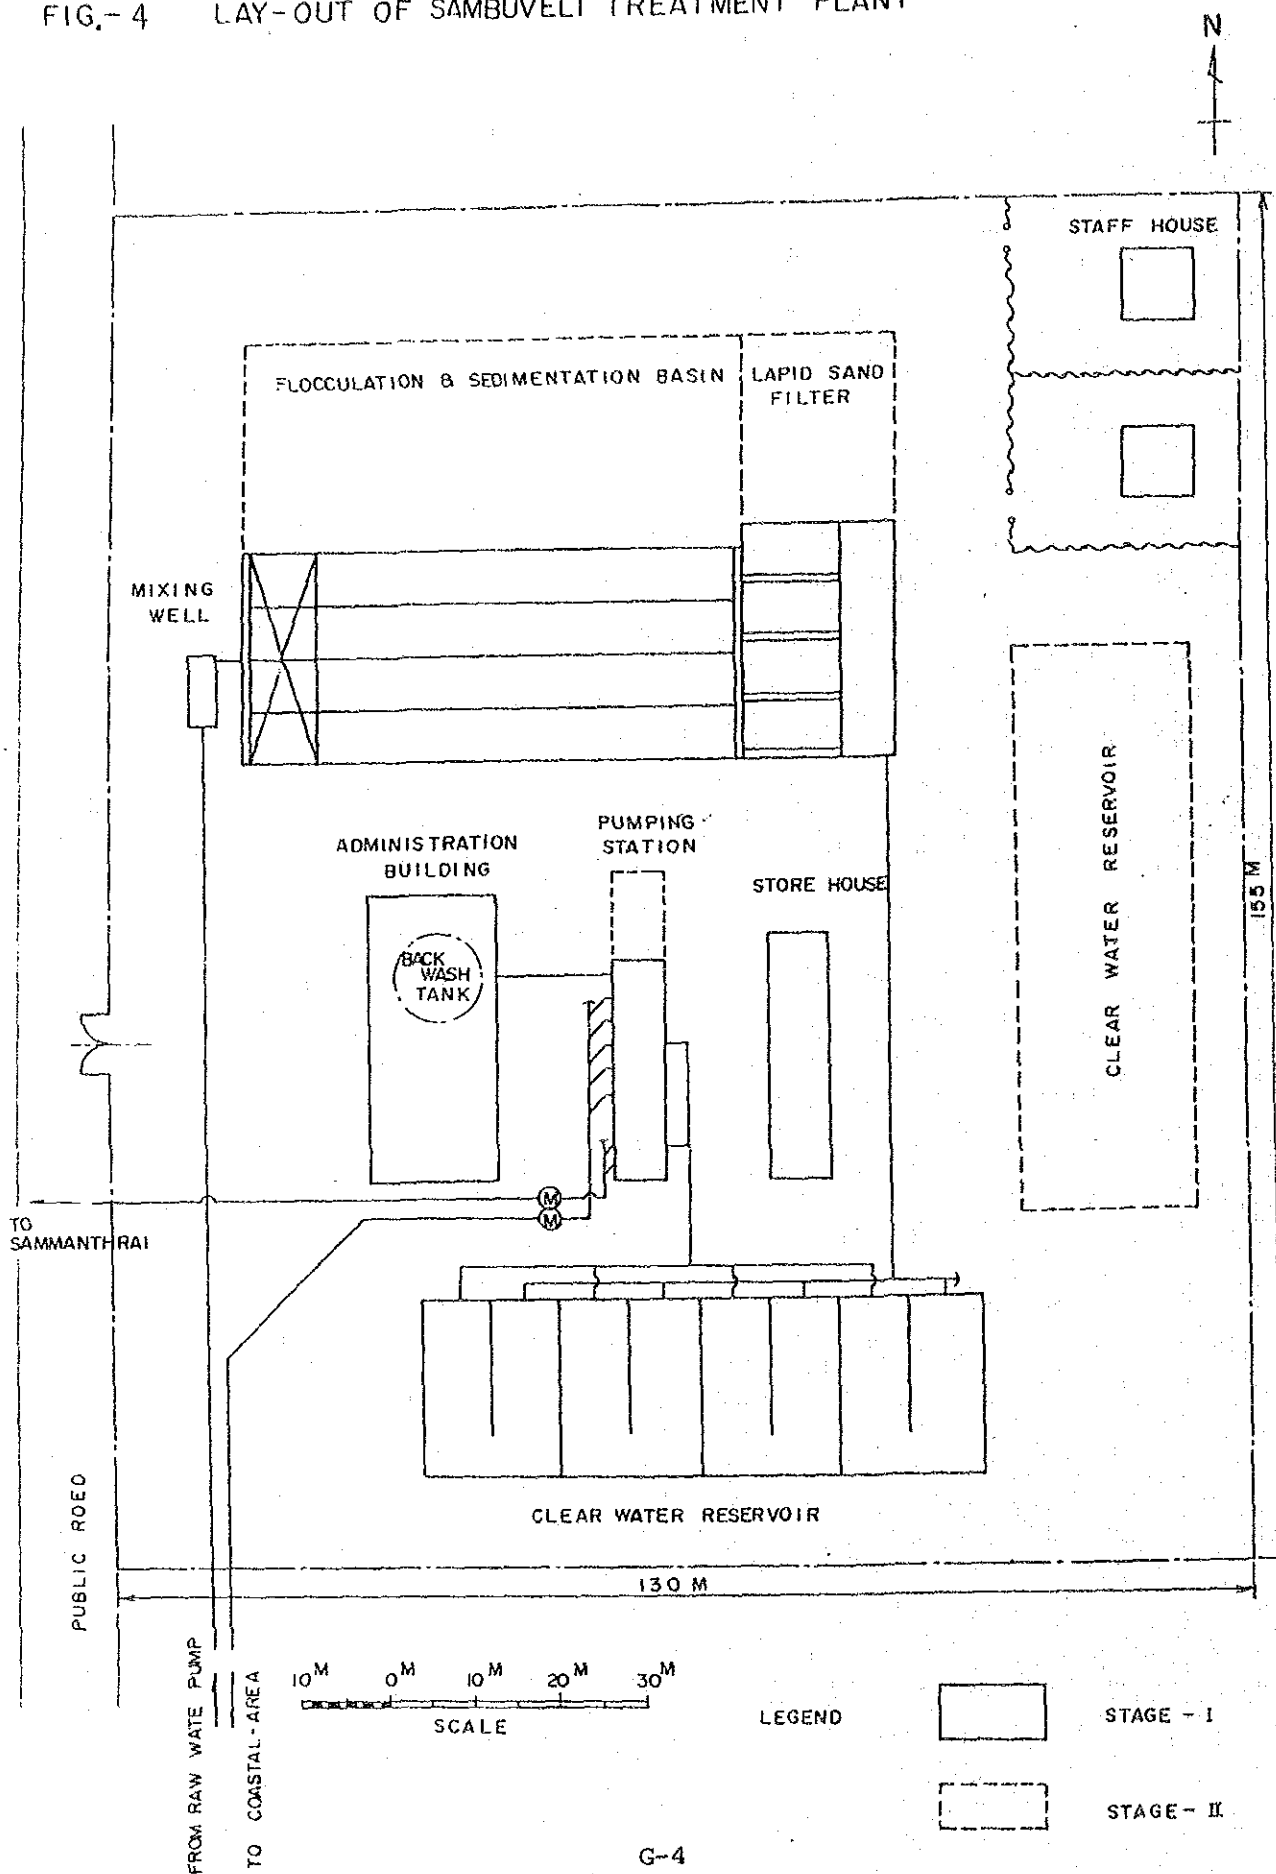 FIG.-4 LAY-OUT OF SAMBUVELI TREATMENT PLANT
N
STAFF HOUSE
FLOCCULATION & SEDIMENTATION BASIN
LAPID SAND
FILTER
MIXING
WELL
ADMINISTRATION
BUILDING
PUMPING
STATION
STORE HOUSE
BACK
WASH
TANK
CLEAR WATER RESERVOIR
155 M
M
M
TO
SAMMANTHRAI
CLEAR WATER RESERVOIR
PUBLIC ROED
130 M
FROM RAW WATE PUMP
TO COASTAL-AREA
10M 0M 10M 20M 30M
SCALE
LEGEND
STAGE - I
STAGE - II
G-4